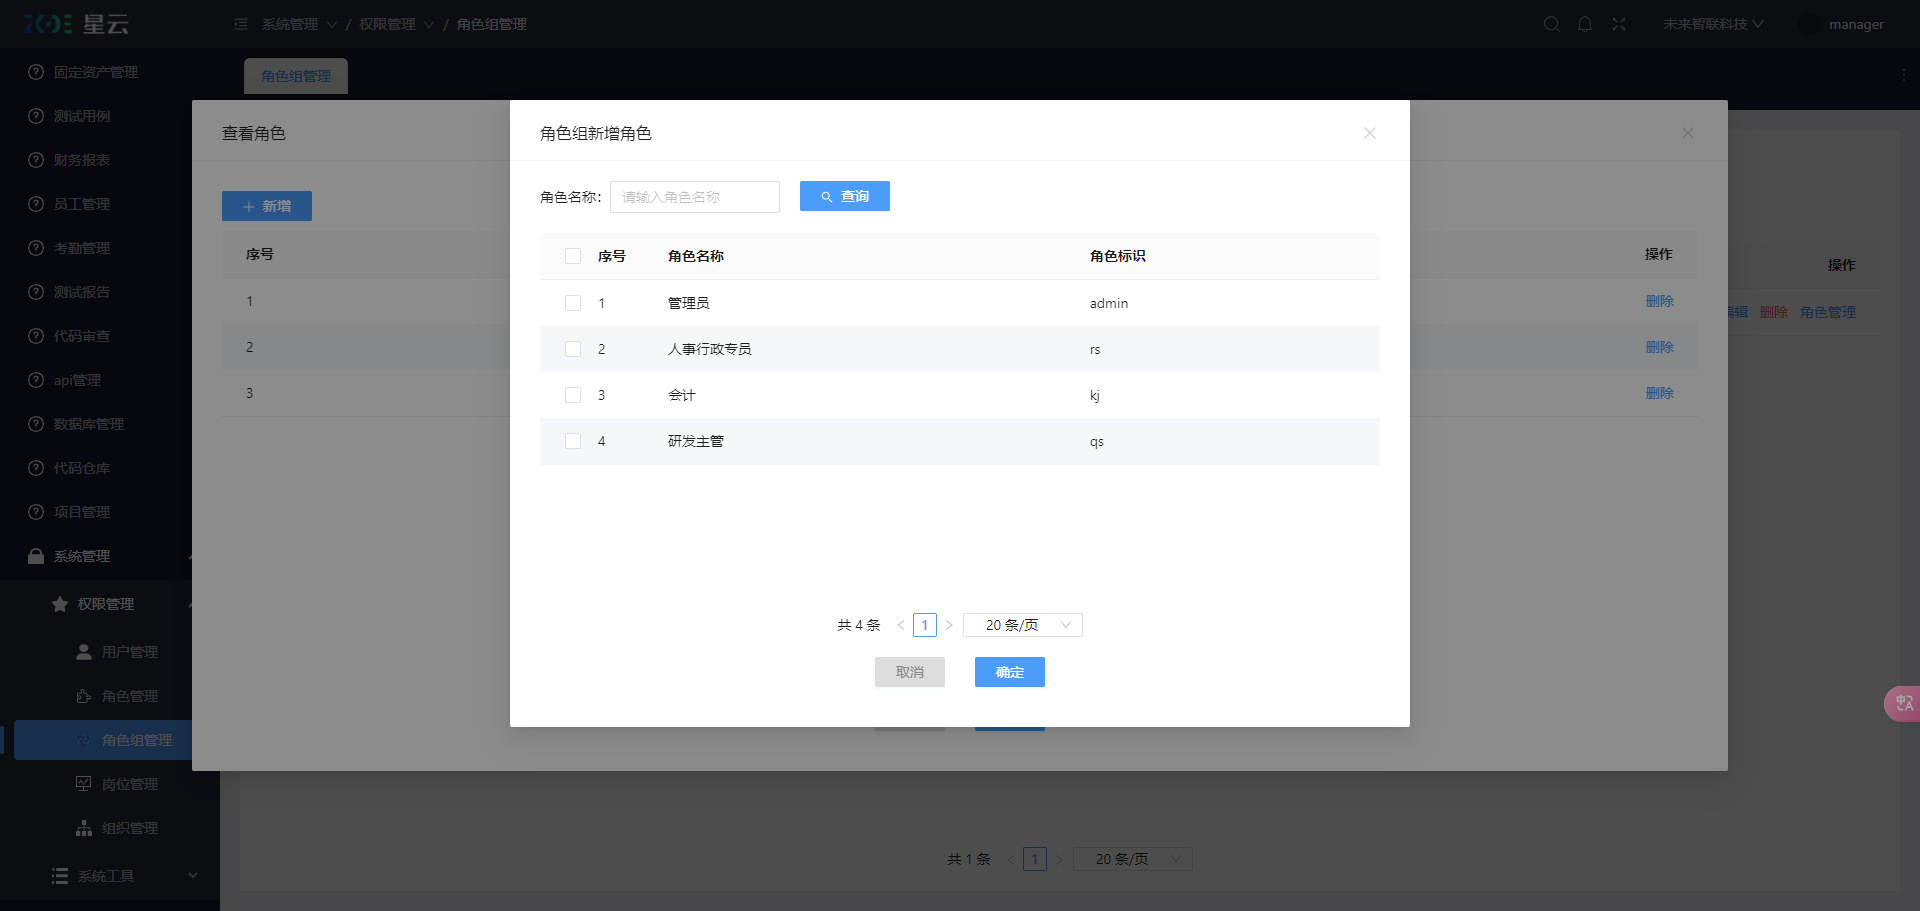 星云
系统管理 / 权限管理 / 角色组管理
未来智联科技
manager
固定资产管理
测试用例
财务报表
员工管理
考勤管理
测试报告
代码审查
api管理
数据库管理
代码仓库
项目管理
系统管理
权限管理
用户管理
角色管理
角色组管理
岗位管理
组织管理
系统工具
角色组管理
操作
删除 角色管理
共 1 条 1 20 条/页
查看角色
新增
序号 操作
1 删除
2 删除
3 删除
角色组新增角色
角色名称: 请输入角色名称 查询
序号 角色名称 角色标识
1 管理员 admin
2 人事行政专员 rs
3 会计 kj
4 研发主管 qs
共 4 条 1 20 条/页
取消 确定